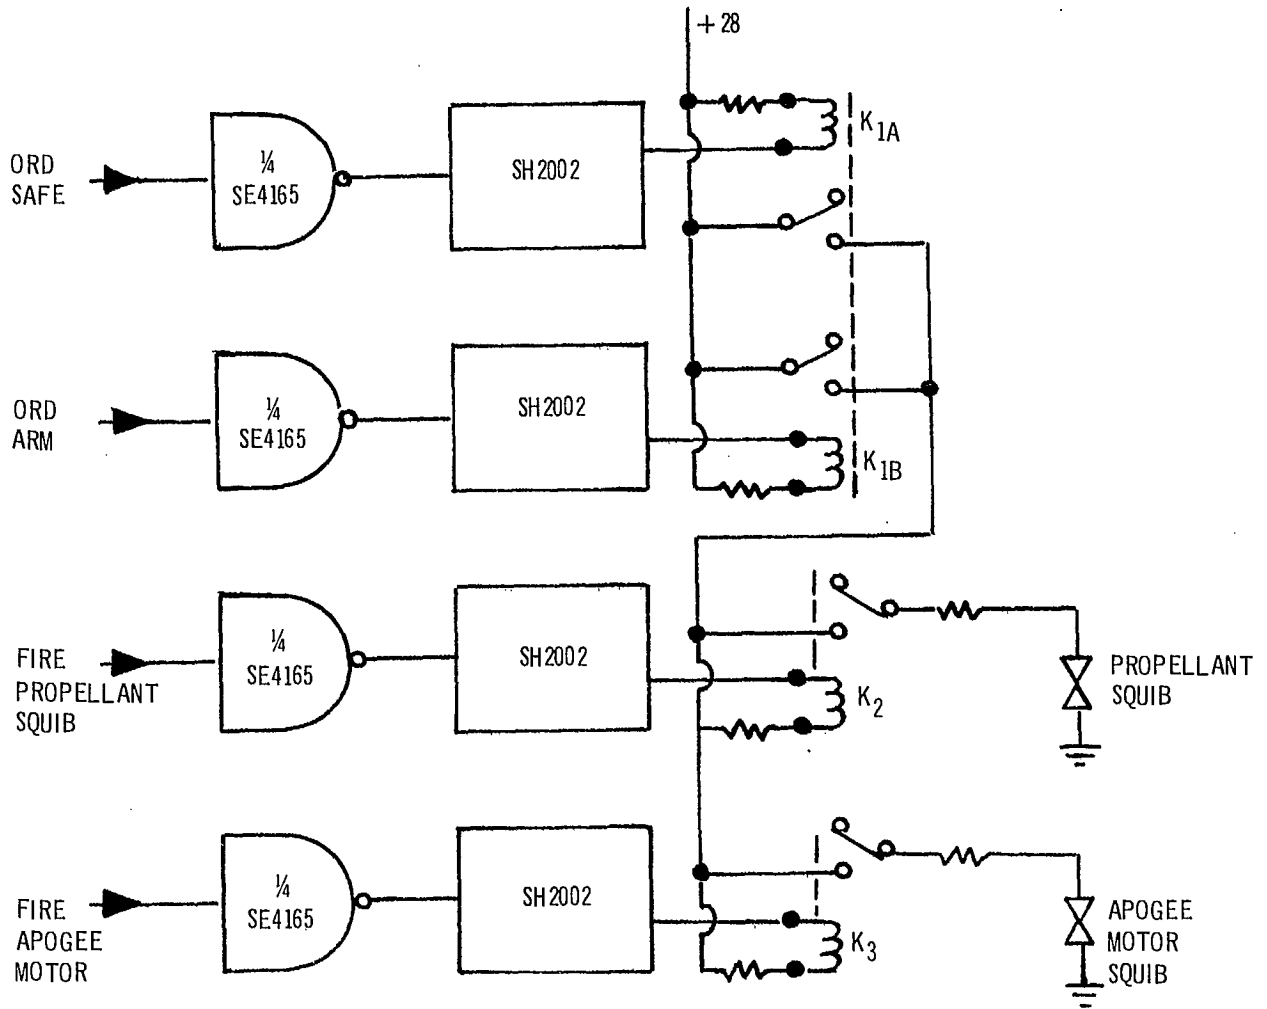 +28
K1A
ORD
SAFE
¼
SE4165
SH2002
ORD
ARM
¼
SE4165
SH2002
K1B
FIRE
PROPELLANT
SQUIB
¼
SE4165
SH2002
K2
PROPELLANT
SQUIB
FIRE
APOGEE
MOTOR
¼
SE4165
SH2002
K3
APOGEE
MOTOR
SQUIB